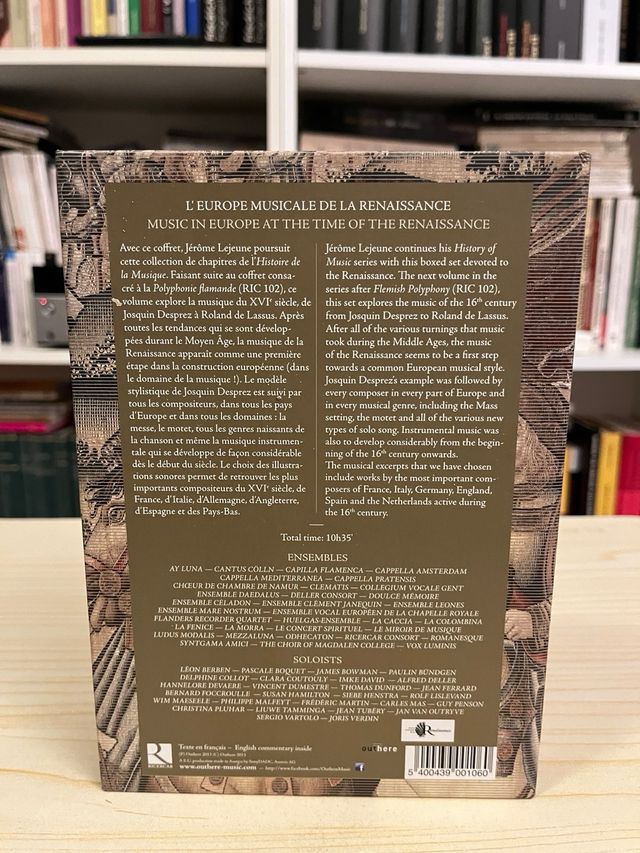 L'EUROPE MUSICALE DE LA RENAISSANCE
MUSIC IN EUROPE AT THE TIME OF THE RENAISSANCE
Avec ce coffret, Jérôme Lejeune poursuit
cette collection de chapitres de l'Histoire de
la Musique. Faisant suite au coffret consa-
cré à la Polyphonie flamande (RIC 102), ce
volume explore la musique du XVIe siècle, de
Josquin Desprez à Roland de Lassus. Après
toutes les tendances qui se sont dévelop-
pées durant le Moyen Âge, la musique de la
Renaissance apparaît comme une première
étape dans la construction européenne (dans
le domaine de la musique !). Le modèle
stylistique de Josquin Desprez est suivi par
tous les compositeurs, dans tous les pays
d'Europe et dans tous les domaines : la
messe, le motet, tous les genres naissants de
la chanson et même la musique instrumen-
tale qui se développe de façon considérable
dès le début du siècle. Le choix des illustra-
tions sonores permet de retrouver les plus
importants compositeurs du XVIe siècle, de
France, d'Italie, d'Allemagne, d'Angleterre,
d'Espagne et des Pays-Bas.
Jérôme Lejeune continues his History of
Music series with this boxed set devoted to
the Renaissance. The next volume in the
series after Flemish Polyphony (RIC 102),
this set explores the music of the 16th century
from Josquin Desprez to Roland de Lassus.
After all of the various turnings that music
took during the Middle Ages, the music
of the Renaissance seems to be a first step
towards a common European musical style.
Josquin Desprez's example was followed by
every composer in every part of Europe and
in every musical genre, including the Mass
setting, the motet and all of the various new
types of solo song. Instrumental music was
also to develop considerably from the begin-
ning of the 16th century onwards.
The musical excerpts that we have chosen
include works by the most important com-
posers of France, Italy, Germany, England,
Spain and the Netherlands active during
the 16th century.
Total time: 10h35'
ENSEMBLES
AY LUNA — CANTUS CÖLLN — CAPILLA FLAMENCA — CAPPELLA AMSTERDAM
CAPPELLA MEDITERRANEA — CAPPELLA PRATENSIS
CHŒUR DE CHAMBRE DE NAMUR — CLEMATIS — COLLEGIUM VOCALE GENT
ENSEMBLE DAEDALUS — DELLER CONSORT — DOULCE MÉMOIRE
ENSEMBLE CÉLADON — ENSEMBLE CLÉMENT JANEQUIN — ENSEMBLE LEONES
ENSEMBLE MARE NOSTRUM — ENSEMBLE VOCAL EUROPÉEN DE LA CHAPELLE ROYALE
FLANDERS RECORDER QUARTET — HUELGAS-ENSEMBLE — LA CACCIA — LA COLOMBINA
LA FENICE — LA MORRA — LE CONCERT SPIRITUEL — LE MIROIR DE MUSIQUE
LUDUS MODALIS — MEZZALUNA — ODHECATON — RICERCAR CONSORT — ROMANESQUE
SYNTGAMA AMICI — THE CHOIR OF MAGDALEN COLLEGE — VOX LUMINIS
SOLOISTS
LÉON BERBEN — PASCALE BOQUET — JAMES BOWMAN — PAULIN BÜNDGEN
DELPHINE COLLOT — CLARA COUTOULY — IMKE DAVID — ALFRED DELLER
HANNELORE DEVAERE — VINCENT DUMESTRE — THOMAS DUNFORD — JEAN FERRARD
BERNARD FOCCROULLE — SUSAN HAMILTON — SIEBE HENSTRA — ROLF LISLEVAND
WIM MAESEELE — PHILIPPE MALFEYT — FRÉDÉRIC MARTIN — CARLES MAS — GUY PENSON
CHRISTINA PLUHAR — LIUWE TAMMINGA — JEAN TUBÉRY — JAN VAN OUTRYVE
SERGIO VARTOLO — JORIS VERDIN
R
RICERCAR
Texte en français – English commentary inside
(P) Outhere 2013 (C) Outhere 2013
www.outhere-music.com – http://www.facebook.com/OuthereMusic
outhere
5 400439 001060